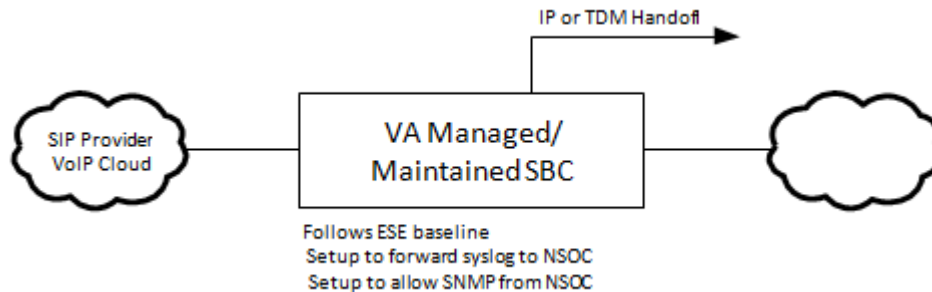 IP or TDM Handoff
SIP Provider
VoIP Cloud
VA Managed/
Maintained SBC
Follows ESE baseline
Setup to forward syslog to NSOC
Setup to allow SNMP from NSOC